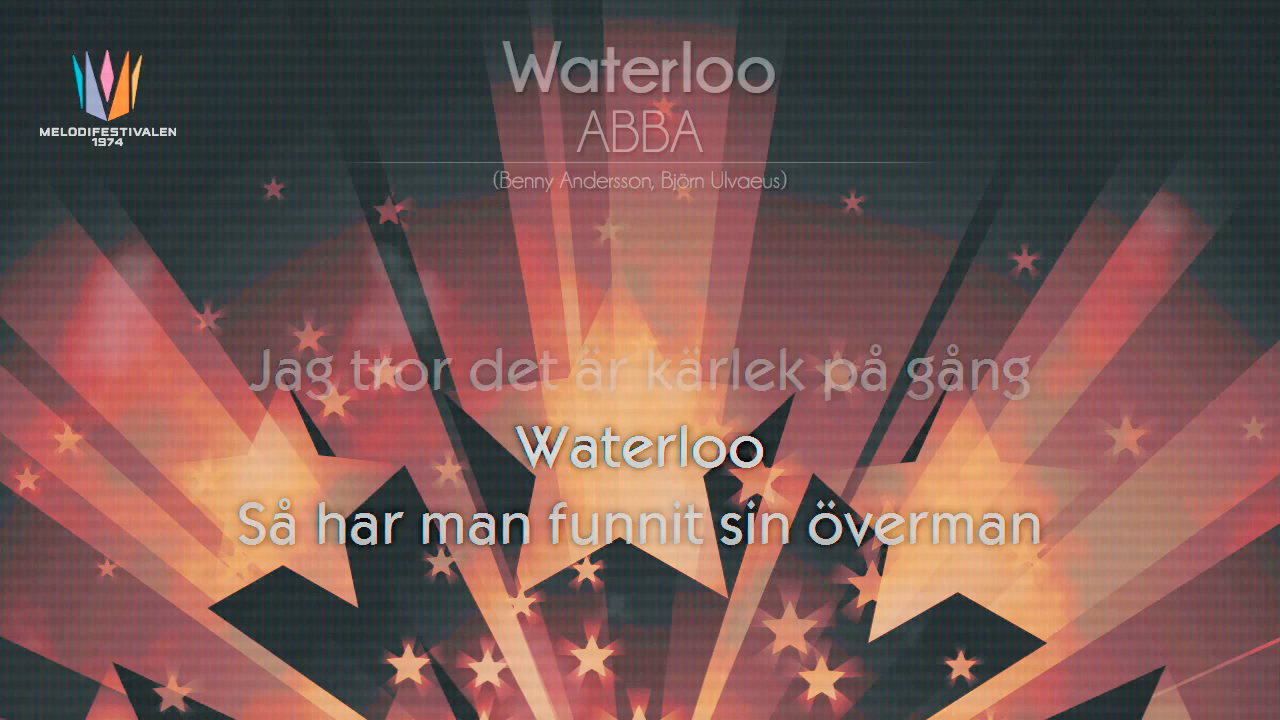 Waterloo
ABBA
MELODIFESTIVALEN
1974
(Benny Andersson, Björn Ulvaeus)
Jag tror det är kärlek på gång
Waterloo
Så har man funnit sin överman